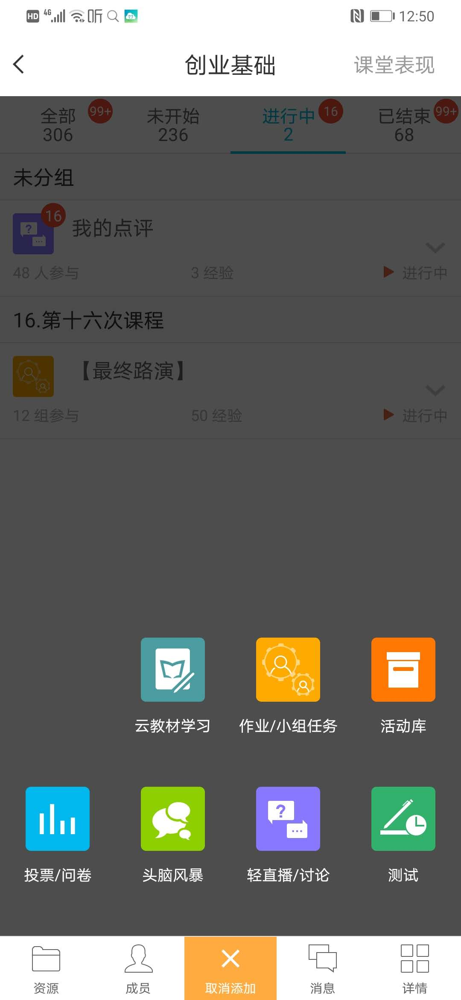 HD 4G 听 12:50
创业基础 课堂表现
全部 99+ 未开始 进行中 16 已结束 99+
306 236 2 68
未分组
16 我的点评
48 人参与 3 经验 进行中
16.第十六次课程
【最终路演】
12 组参与 50 经验 进行中
云教材学习 作业/小组任务 活动库
投票/问卷 头脑风暴 轻直播/讨论 测试
资源 成员 取消添加 消息 详情